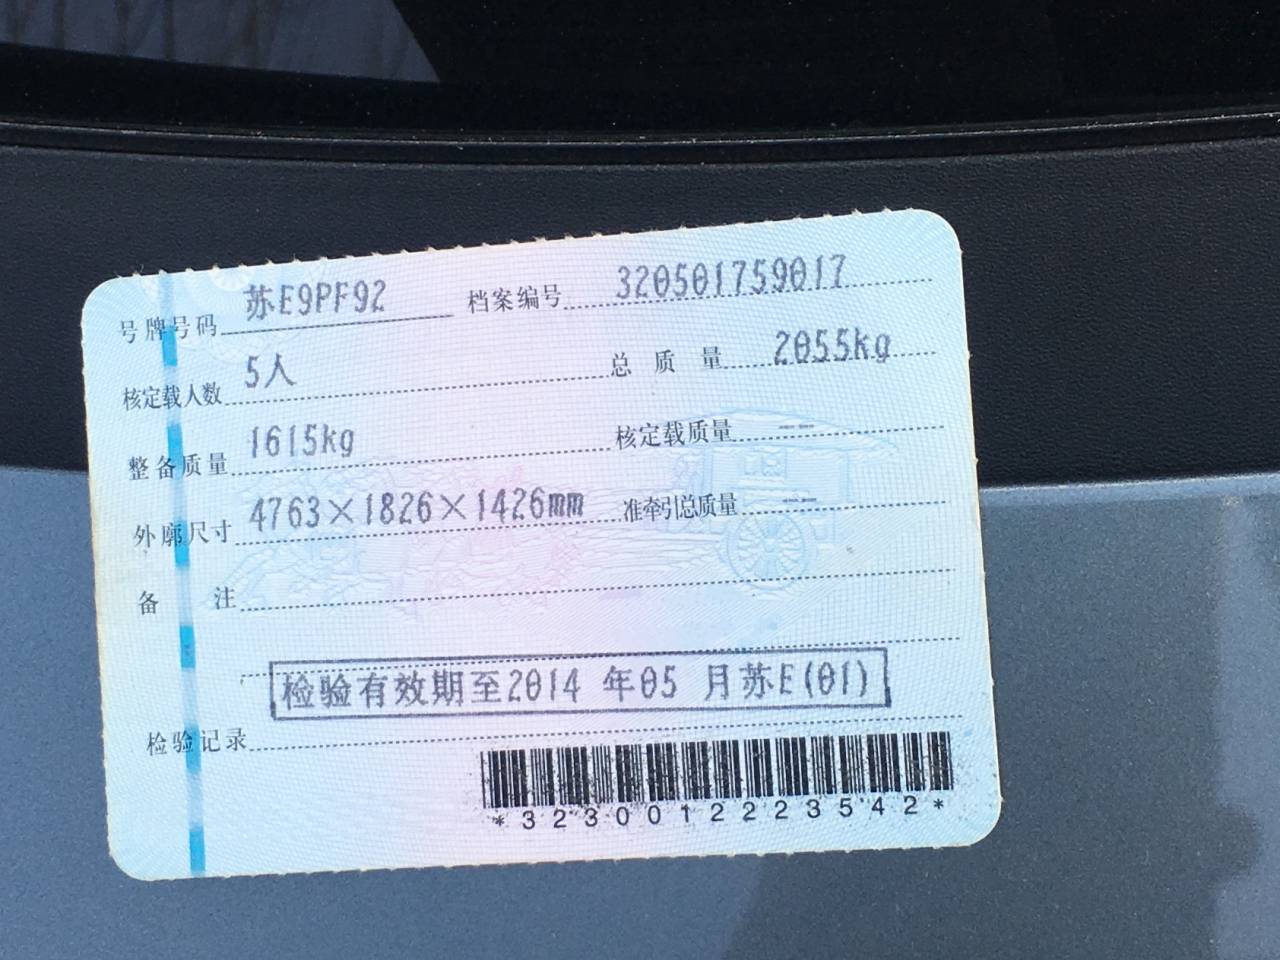 号牌号码 苏E9PF92 档案编号 320501759017
核定载人数 5人 总质量 2055kg
整备质量 1615kg 核定载质量 ——
外廓尺寸 4763×1826×1426mm 准牵引总质量 ——
备注
检验有效期至2014 年05 月苏E(01)
检验记录
*3230012223542*